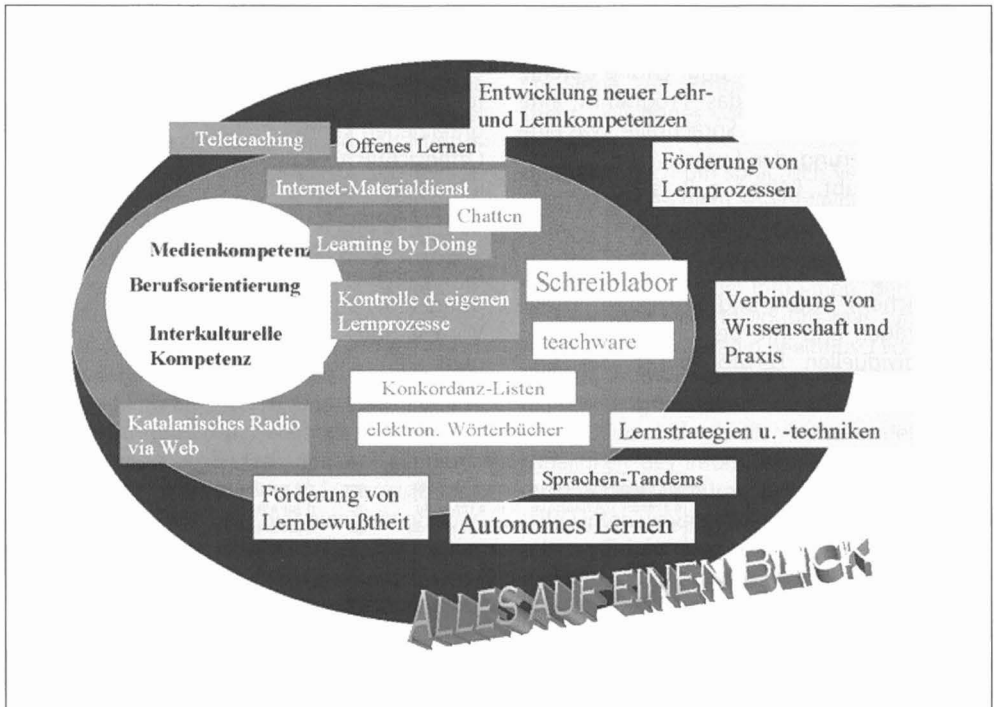 Entwicklung neuer Lehr-
und Lernkompetenzen
Teleteaching
Offenes Lernen
Förderung von
Lernprozessen
Internet-Materialdienst
Chatten
Medienkompetenz
Learning by Doing
Berufsorientierung
Schreiblabor
Kontrolle d. eigenen
Lernprozesse
Verbindung von
Wissenschaft und
Praxis
Interkulturelle
Kompetenz
teachware
Konkordanz-Listen
Katalanisches Radio
via Web
elektron. Wörterbücher
Lernstrategien u. -techniken
Sprachen-Tandems
Förderung von
Lernbewußtheit
Autonomes Lernen
ALLES AUF EINEN BLICK